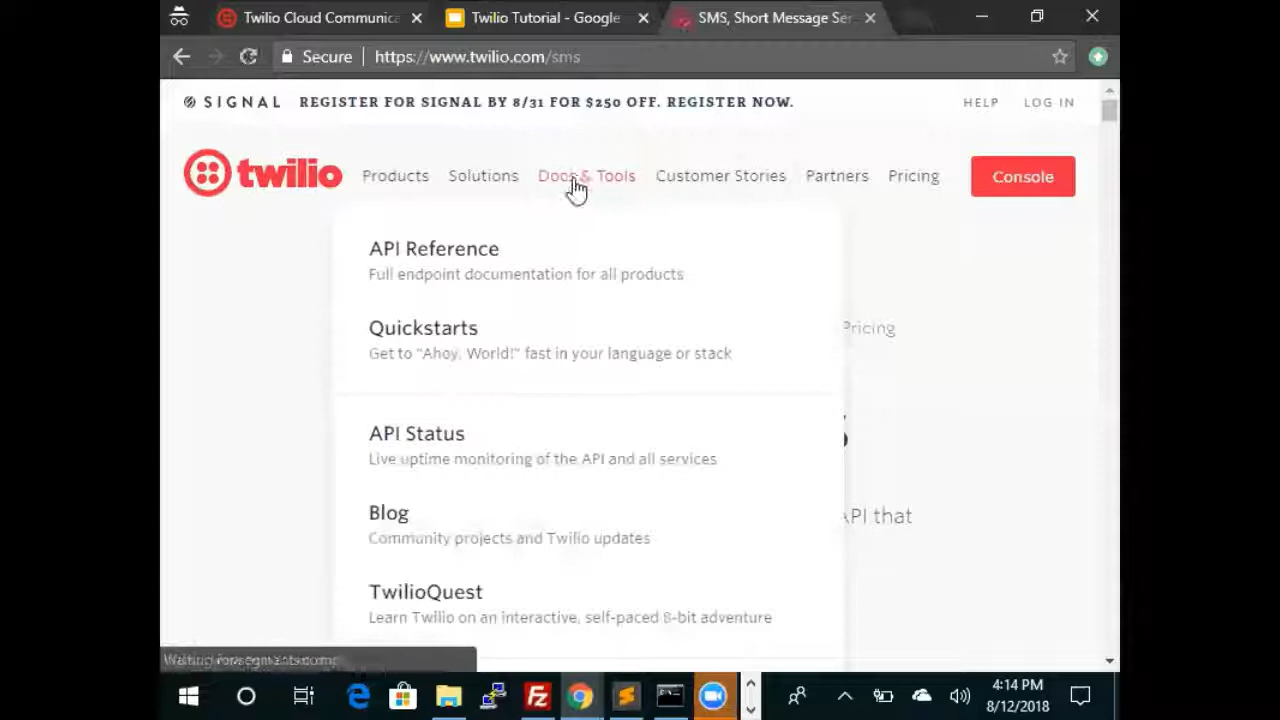 Twilio Cloud Communica
Twilio Tutorial - Google
SMS, Short Message Ser
Secure
https://www.twilio.com/sms
SIGNAL REGISTER FOR SIGNAL BY 8/31 FOR $250 OFF. REGISTER NOW.
HELP LOG IN
twilio Products Solutions Docs & Tools Customer Stories Partners Pricing Console
API Reference
Full endpoint documentation for all products
Quickstarts
Get to "Ahoy, World!" fast in your language or stack
Pricing
API Status
Live uptime monitoring of the API and all services
Blog
API that
Community projects and Twilio updates
TwilioQuest
Learn Twilio on an interactive, self-paced 8-bit adventure
Waiting for
4:14 PM
8/12/2018